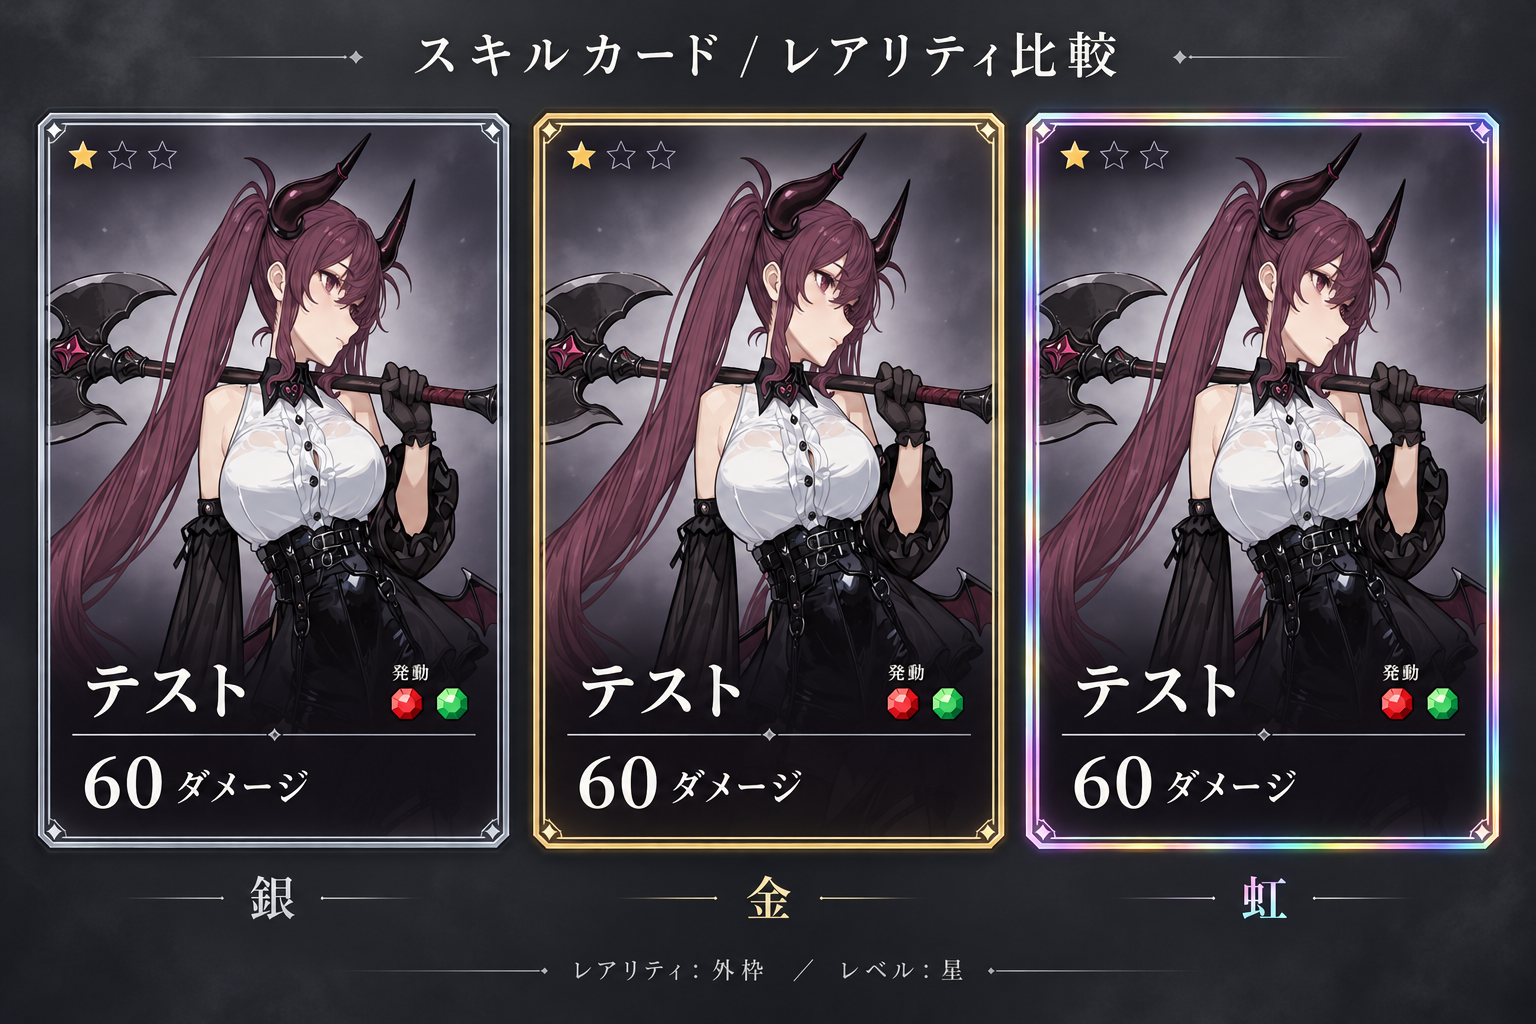 スキルカード / レアリティ比較
テスト
発動
60 ダメージ
銀
テスト
発動
60 ダメージ
金
テスト
発動
60 ダメージ
虹
レアリティ：外枠 ／ レベル：星